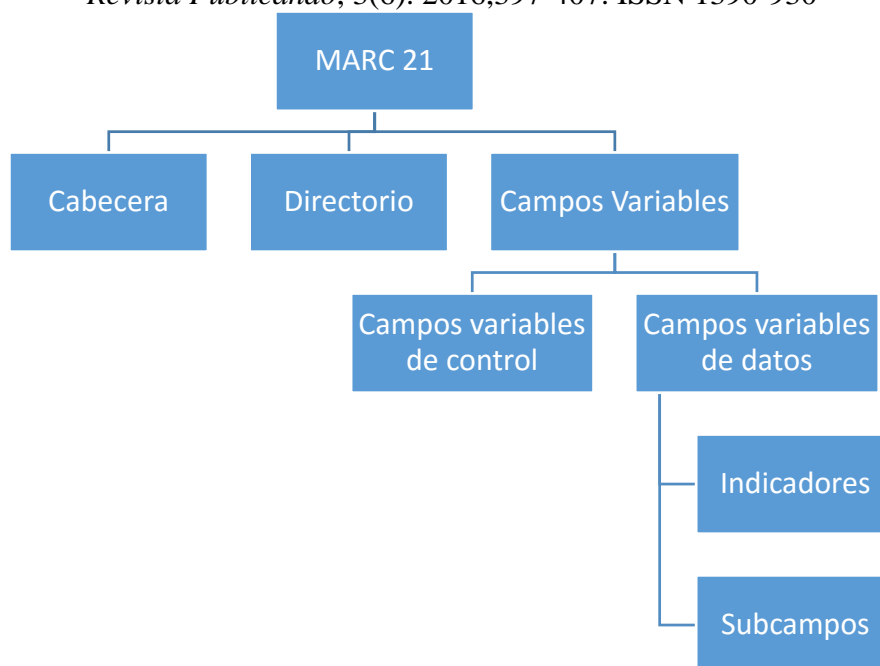 MARC 21
Cabecera
Directorio
Campos Variables
Campos variables
de control
Campos variables
de datos
Indicadores
Subcampos